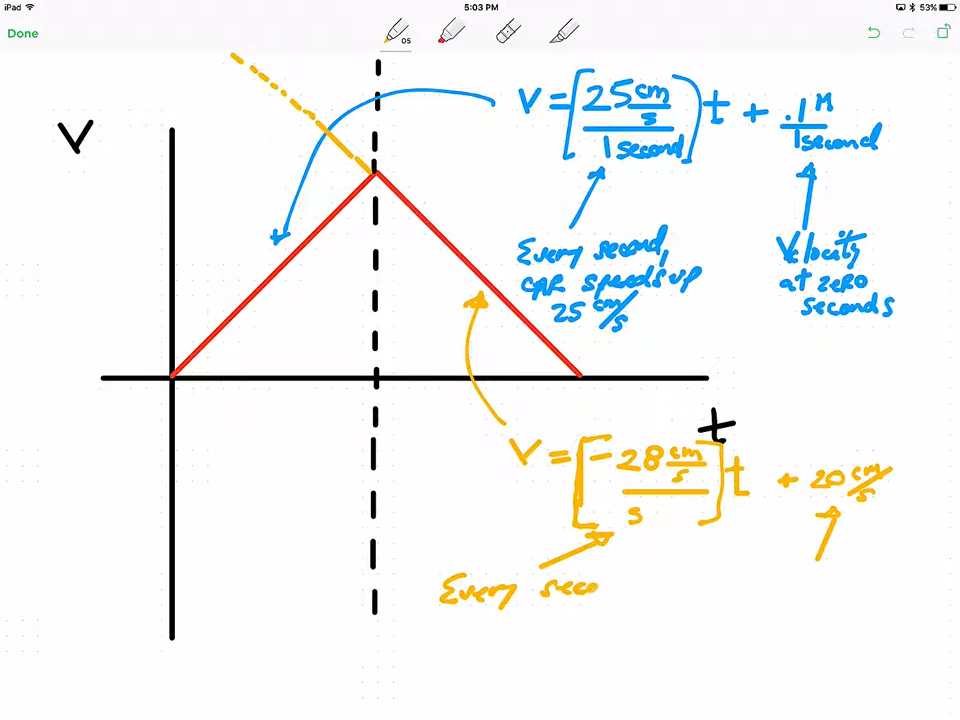 iPad
5:03 PM
53%
Done
05
V
V = [25 cm/s / 1 second] t + .1 M / 1 second
Every second,
CAR speeds up
25 cm/s
Velocity
at zero
seconds
t
V = [-28 cm/s / s] t + 20 cm/s
Every seco